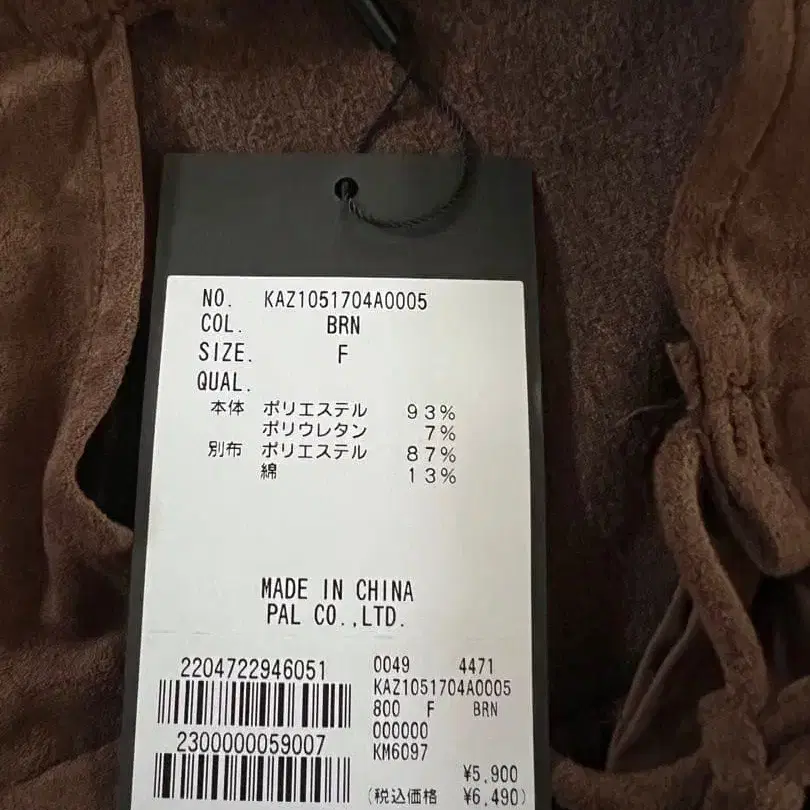 NO. KAZ1051704A0005
COL. BRN
SIZE. F
QUAL.
本体 ポリエステル 93%
ポリウレタン 7%
別布 ポリエステル 87%
綿 13%
MADE IN CHINA
PAL CO.,LTD.
2204722946051
2300000059007
0049 4471
KAZ1051704A0005
800 F BRN
000000
KM6097
¥5,900
(税込価格 ¥6,490)